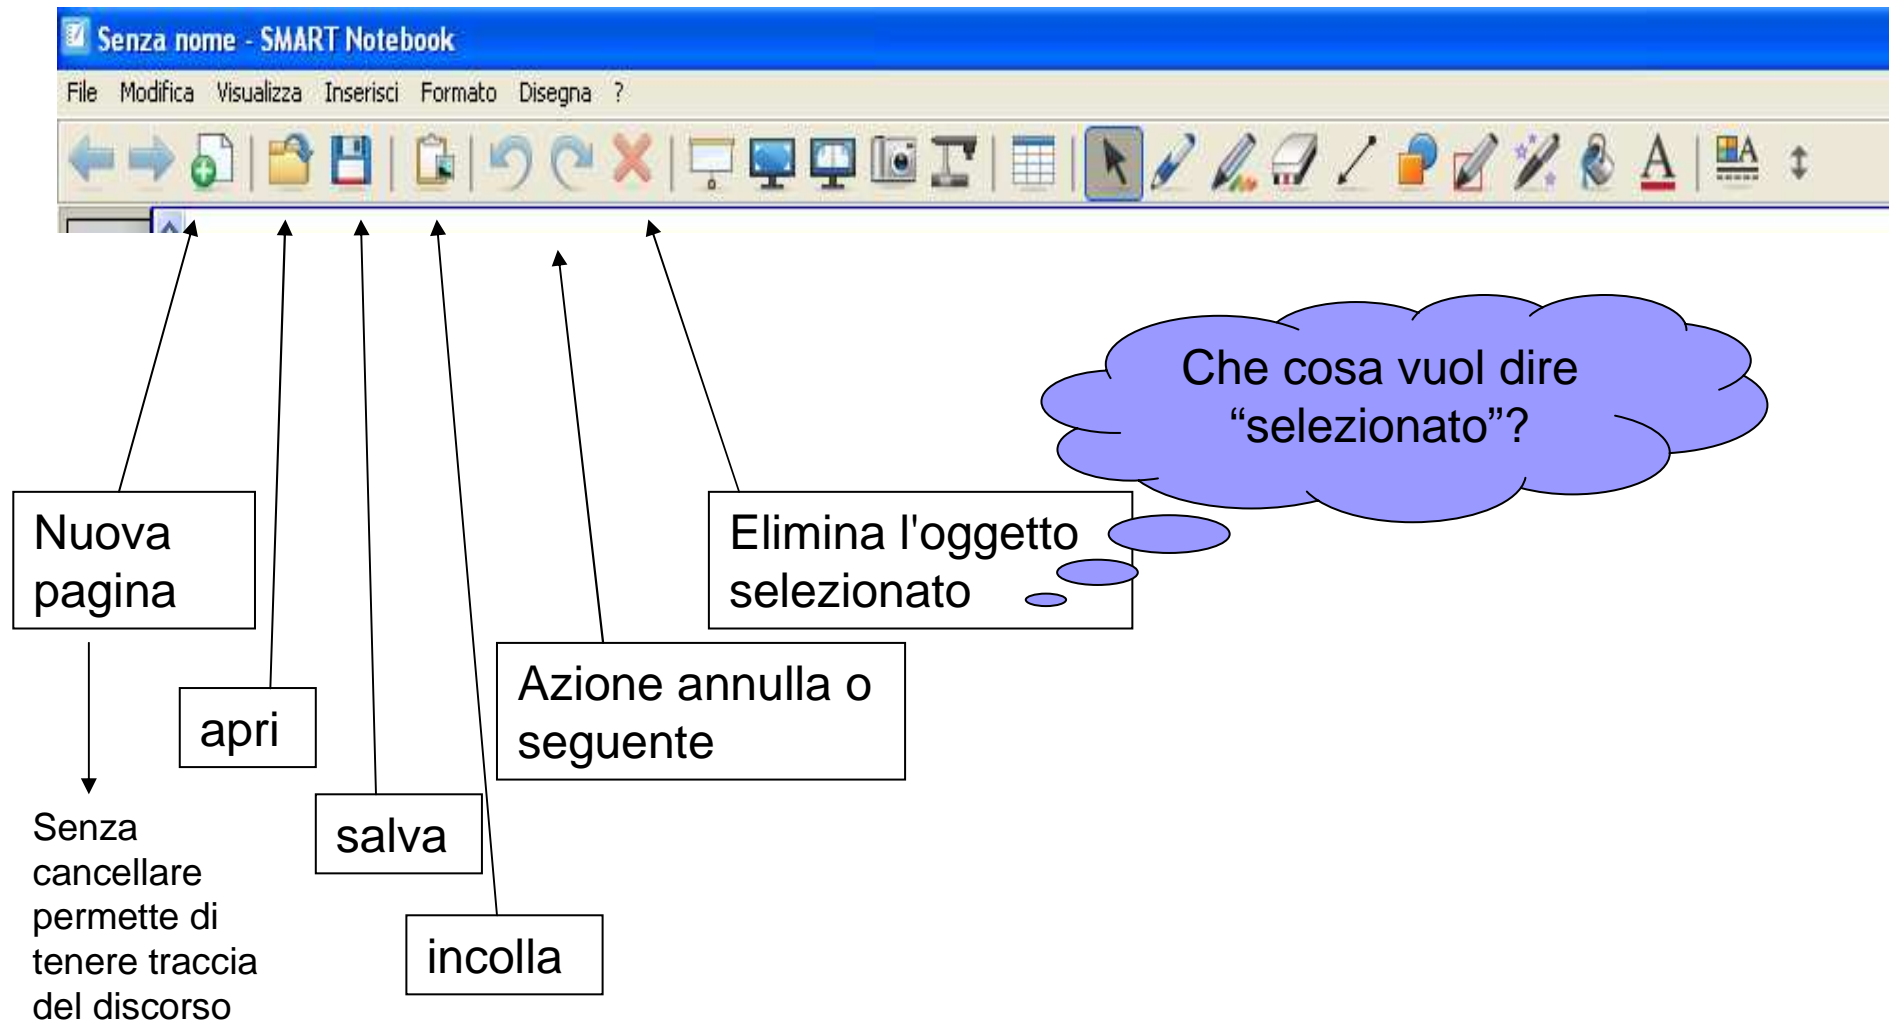 Senza nome - SMART Notebook
File Modifica Visualizza Inserisci Formato Disegna ?
Che cosa vuol dire
“selezionato”?
Nuova
pagina
Elimina l'oggetto
selezionato
Azione annulla o
seguente
apri
salva
incolla
Senza
cancellare
permette di
tenere traccia
del discorso